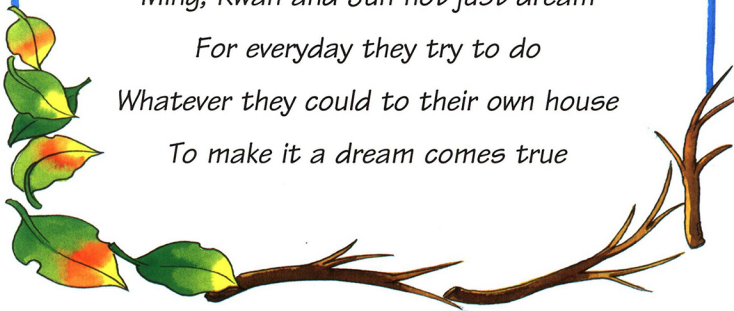 Ming, Kwan and Jun not just dream
For everyday they try to do
Whatever they could to their own house
To make it a dream comes true